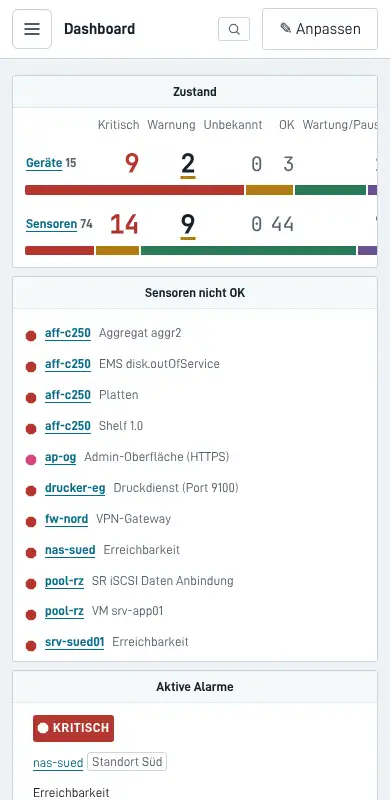 Dashboard
✎ Anpassen
Zustand
Kritisch Warnung Unbekannt OK Wartung/Paus
Geräte 15 9 2 0 3
Sensoren 74 14 9 0 44
Sensoren nicht OK
aff-c250 Aggregat aggr2
aff-c250 EMS disk.outOfService
aff-c250 Platten
aff-c250 Shelf 1.0
ap-og Admin-Oberfläche (HTTPS)
drucker-eg Druckdienst (Port 9100)
fw-nord VPN-Gateway
nas-sued Erreichbarkeit
pool-rz SR iSCSI Daten Anbindung
pool-rz VM srv-app01
srv-sued01 Erreichbarkeit
Aktive Alarme
KRITISCH
nas-sued Standort Süd
Erreichbarkeit